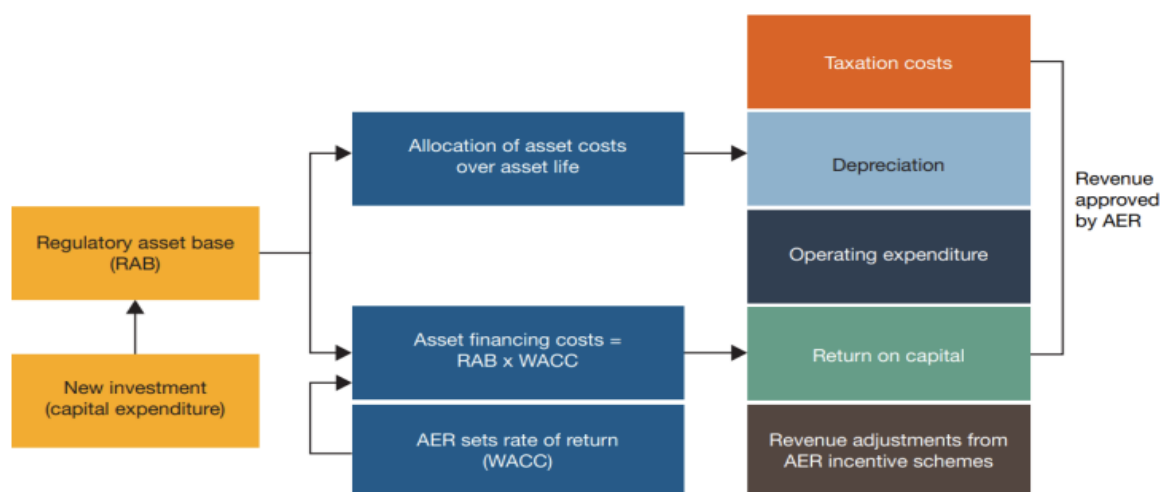 Taxation costs
Allocation of asset costs
over asset life
Depreciation
Revenue
approved
by AER
Regulatory asset base
(RAB)
Operating expenditure
Asset financing costs =
RAB x WACC
Return on capital
New investment
(capital expenditure)
AER sets rate of return
(WACC)
Revenue adjustments from
AER incentive schemes